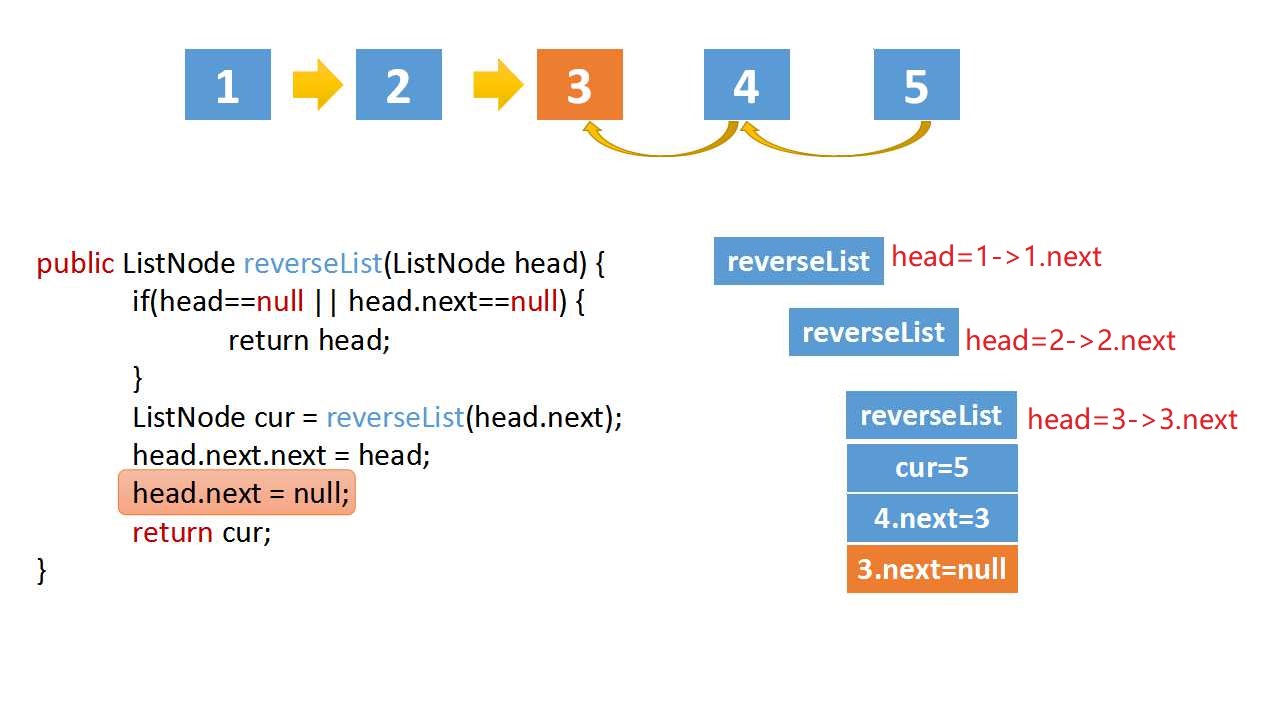 1 2 3 4 5
public ListNode reverseList(ListNode head) {
if(head==null || head.next==null) {
return head;
}
ListNode cur = reverseList(head.next);
head.next.next = head;
head.next = null;
return cur;
}
reverseList head=1->1.next
reverseList head=2->2.next
reverseList head=3->3.next
cur=5
4.next=3
3.next=null